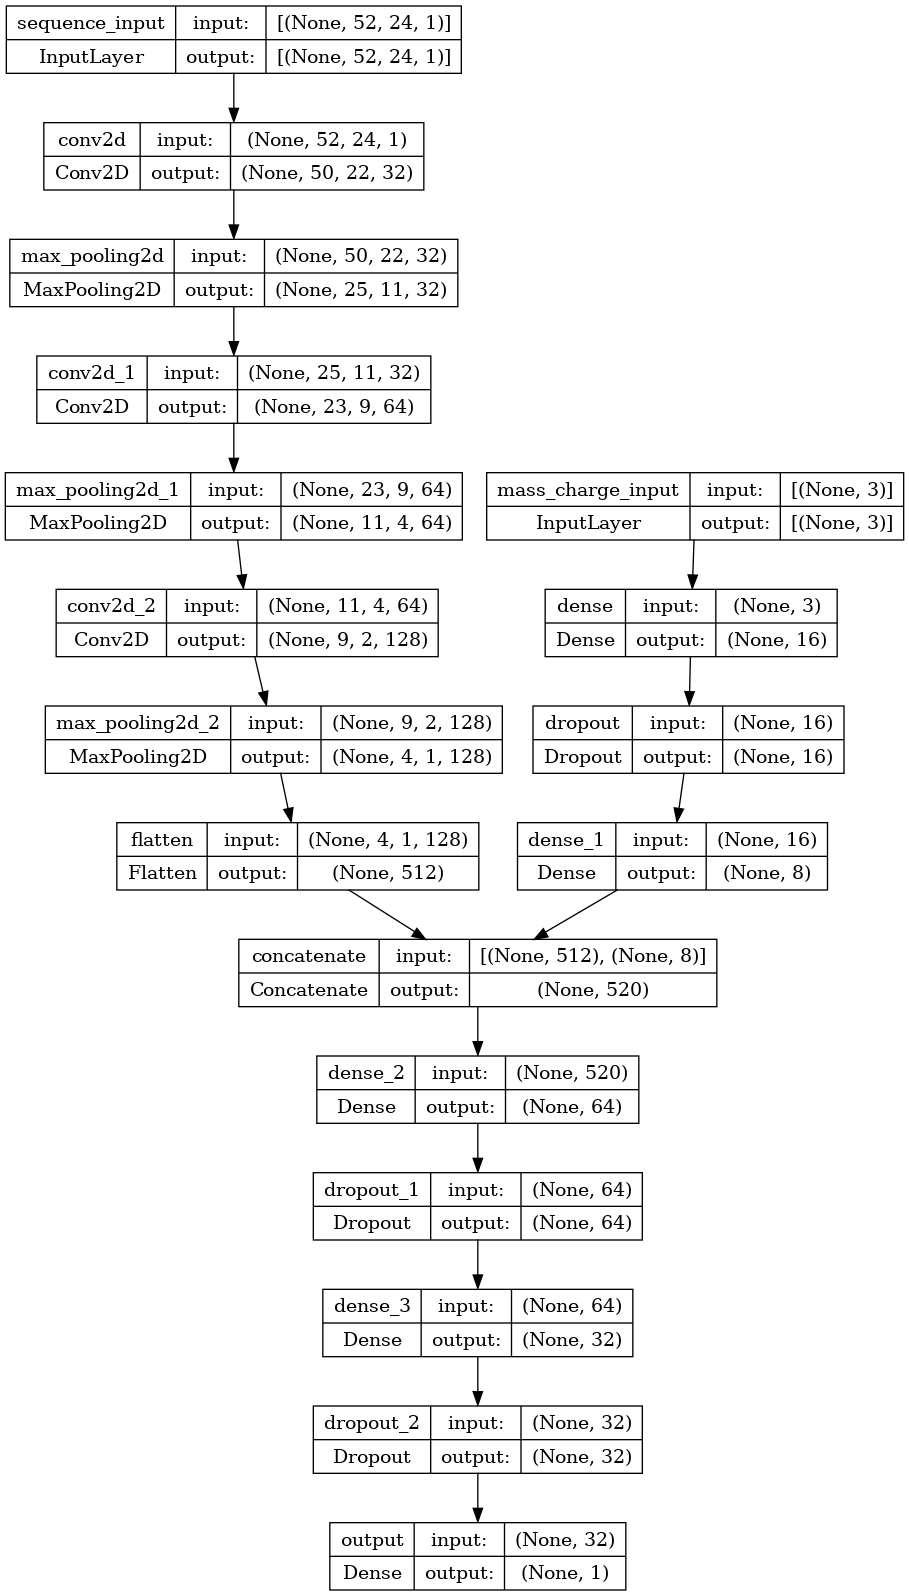 sequence_input input: [(None, 52, 24, 1)]
InputLayer output: [(None, 52, 24, 1)]
conv2d input: (None, 52, 24, 1)
Conv2D output: (None, 50, 22, 32)
max_pooling2d input: (None, 50, 22, 32)
MaxPooling2D output: (None, 25, 11, 32)
conv2d_1 input: (None, 25, 11, 32)
Conv2D output: (None, 23, 9, 64)
max_pooling2d_1 input: (None, 23, 9, 64)
MaxPooling2D output: (None, 11, 4, 64)
mass_charge_input input: [(None, 3)]
InputLayer output: [(None, 3)]
conv2d_2 input: (None, 11, 4, 64)
Conv2D output: (None, 9, 2, 128)
dense input: (None, 3)
Dense output: (None, 16)
max_pooling2d_2 input: (None, 9, 2, 128)
MaxPooling2D output: (None, 4, 1, 128)
dropout input: (None, 16)
Dropout output: (None, 16)
flatten input: (None, 4, 1, 128)
Flatten output: (None, 512)
dense_1 input: (None, 16)
Dense output: (None, 8)
concatenate input: [(None, 512), (None, 8)]
Concatenate output: (None, 520)
dense_2 input: (None, 520)
Dense output: (None, 64)
dropout_1 input: (None, 64)
Dropout output: (None, 64)
dense_3 input: (None, 64)
Dense output: (None, 32)
dropout_2 input: (None, 32)
Dropout output: (None, 32)
output input: (None, 32)
Dense output: (None, 1)